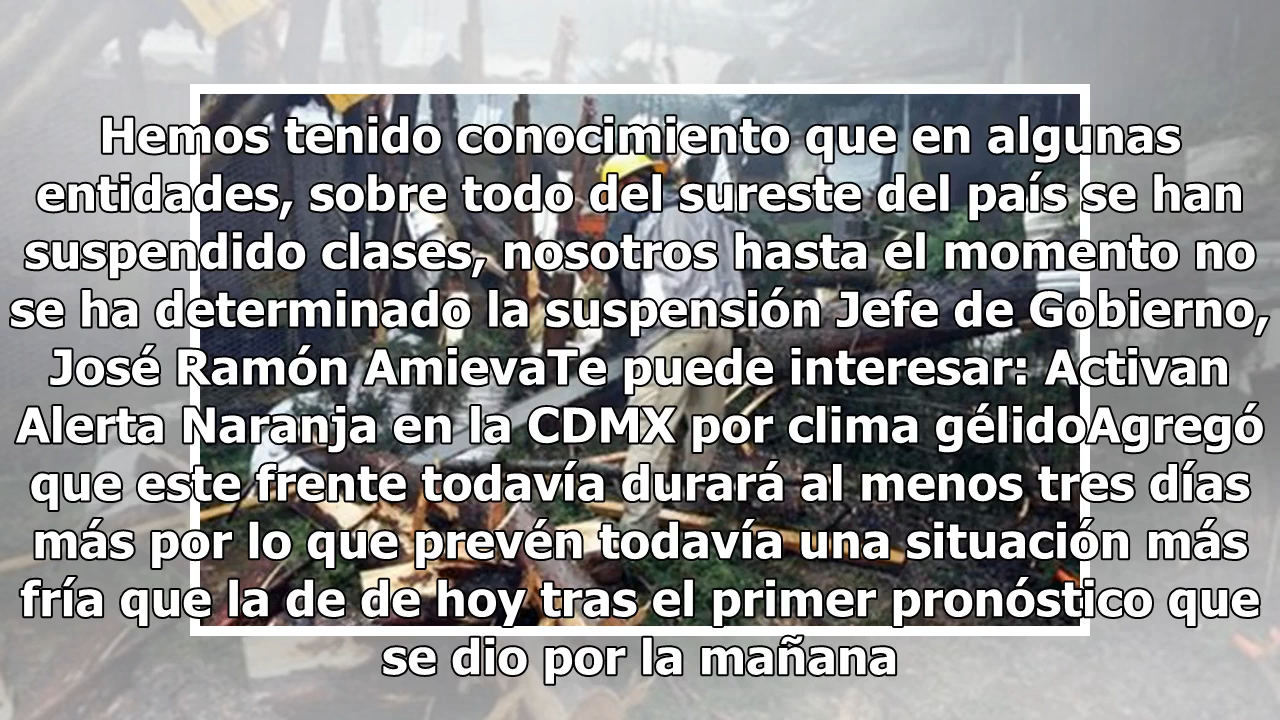 Hemos tenido conocimiento que en algunas
entidades, sobre todo del sureste del país se han
suspendido clases, nosotros hasta el momento no
se ha determinado la suspensión Jefe de Gobierno,
José Ramón AmievaTe puede interesar: Activan
Alerta Naranja en la CDMX por clima gélidoAgregó
que este frente todavía durará al menos tres días
más por lo que prevén todavía una situación más
fría que la de de hoy tras el primer pronóstico que
se dio por la mañana